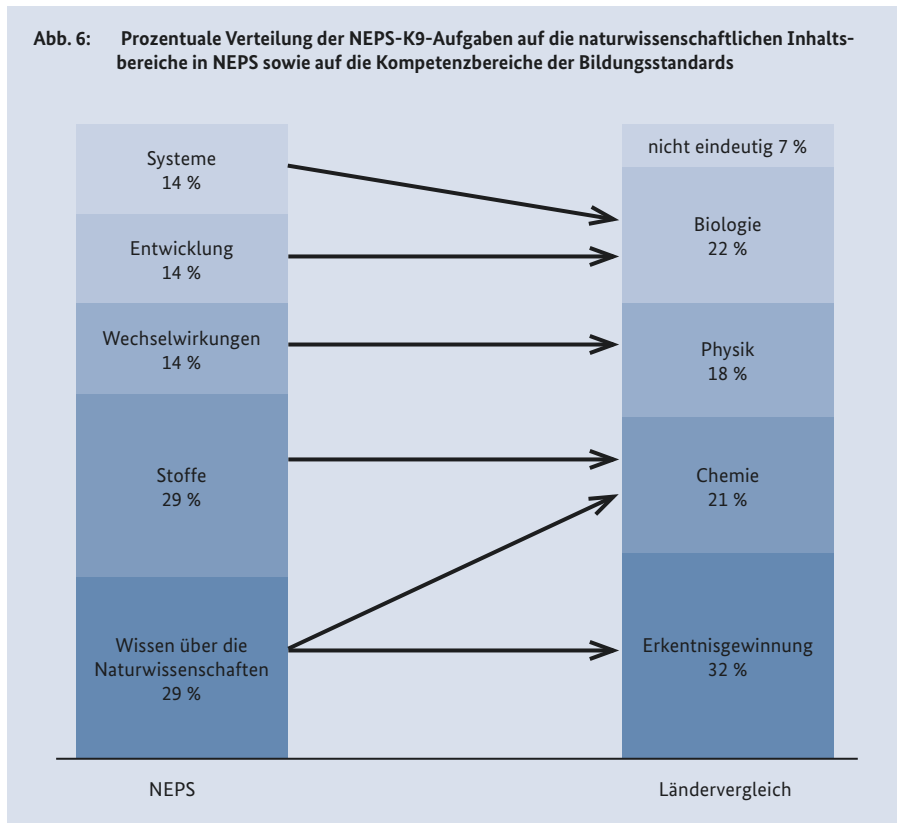 Abb. 6: Prozentuale Verteilung der NEPS-K9-Aufgaben auf die naturwissenschaftlichen Inhalts-
bereiche in NEPS sowie auf die Kompetenzbereiche der Bildungsstandards
Systeme
14 %
Entwicklung
14 %
Wechselwirkungen
14 %
Stoffe
29 %
Wissen über die
Naturwissenschaften
29 %
nicht eindeutig 7 %
Biologie
22 %
Physik
18 %
Chemie
21 %
Erkentnisgewinnung
32 %
NEPS
Ländervergleich